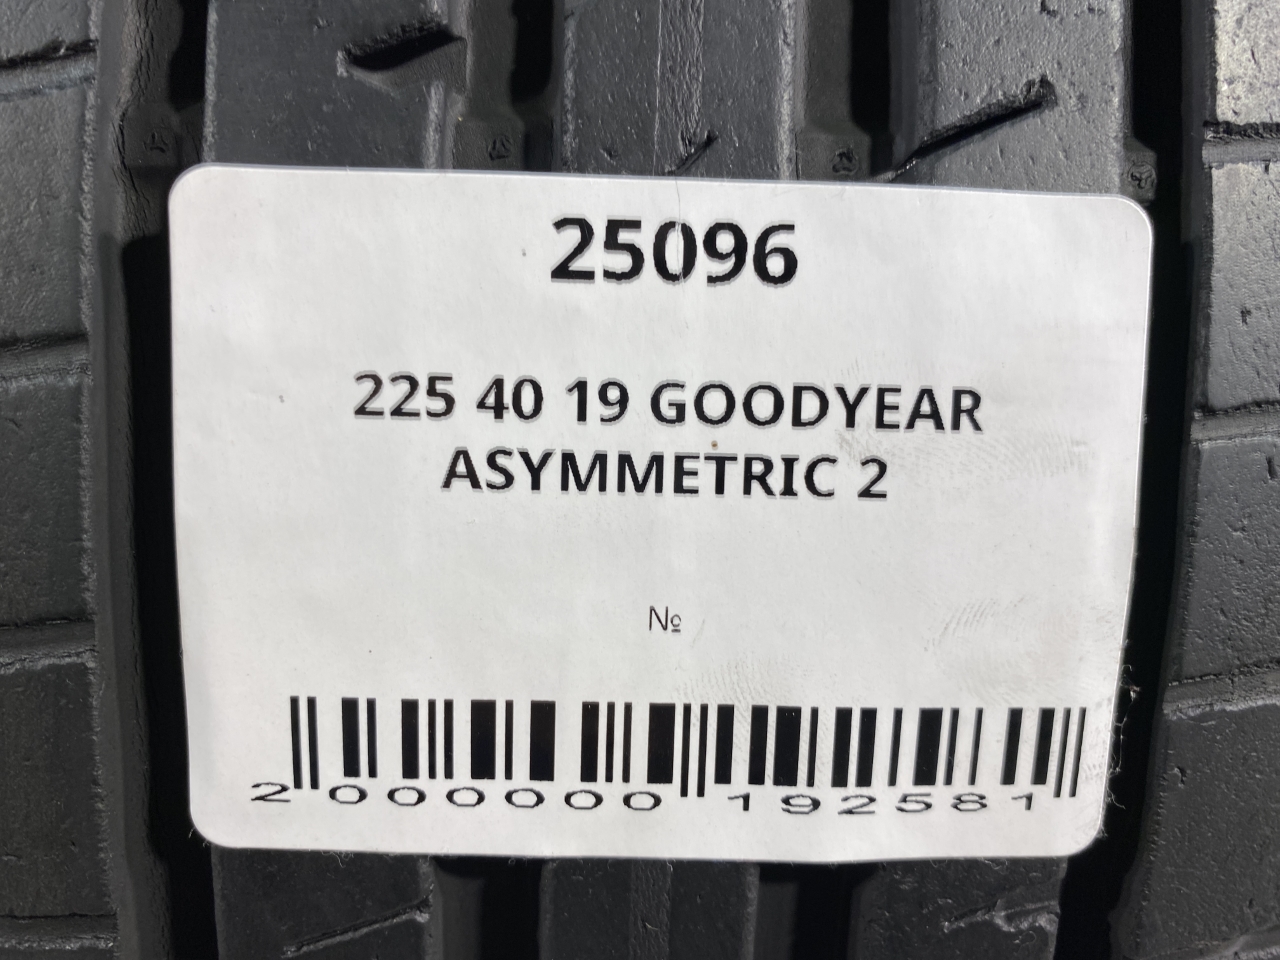 25096
225 40 19 GOODYEAR
ASYMMETRIC 2
№
2 000000 192581